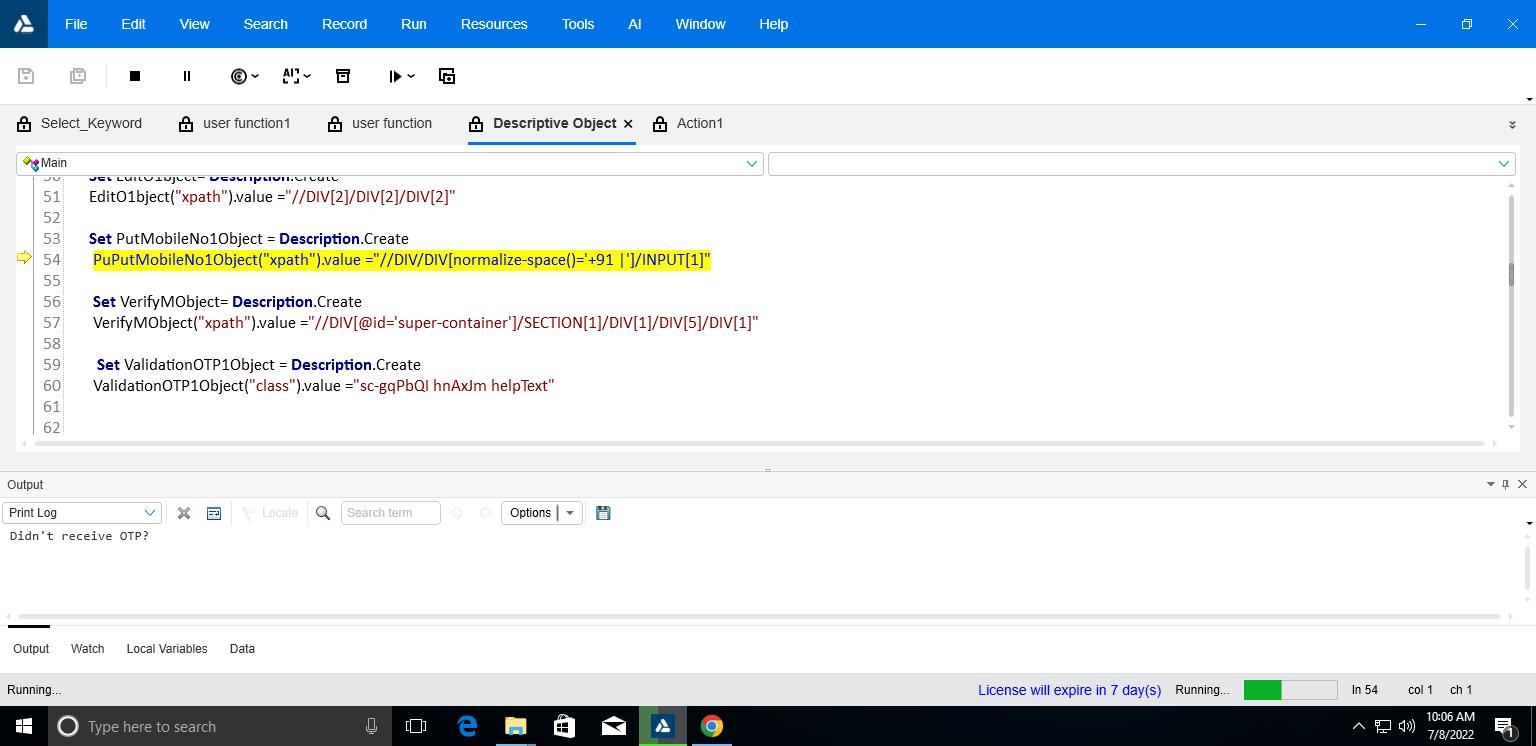 File Edit View Search Record Run Resources Tools AI Window Help
Select_Keyword user function1 user function Descriptive Object Action1
Main
50 Set EditO1bject= Description.Create
51 EditO1bject("xpath").value ="//DIV[2]/DIV[2]/DIV[2]"
52
53 Set PutMobileNo1Object = Description.Create
54 PuPutMobileNo1Object("xpath").value ="//DIV/DIV[normalize-space()='+91 |']/INPUT[1]"
55
56 Set VerifyMObject= Description.Create
57 VerifyMObject("xpath").value ="//DIV[@id='super-container']/SECTION[1]/DIV[1]/DIV[5]/DIV[1]"
58
59 Set ValidationOTP1Object = Description.Create
60 ValidationOTP1Object("class").value ="sc-gqPbQI hnAxJm helpText"
61
62
Output
Print Log Locate Search term Options
Didn't receive OTP?
Output Watch Local Variables Data
Running... License will expire in 7 day(s) Running... ln 54 col 1 ch 1
Type here to search 10:06 AM
7/8/2022 1